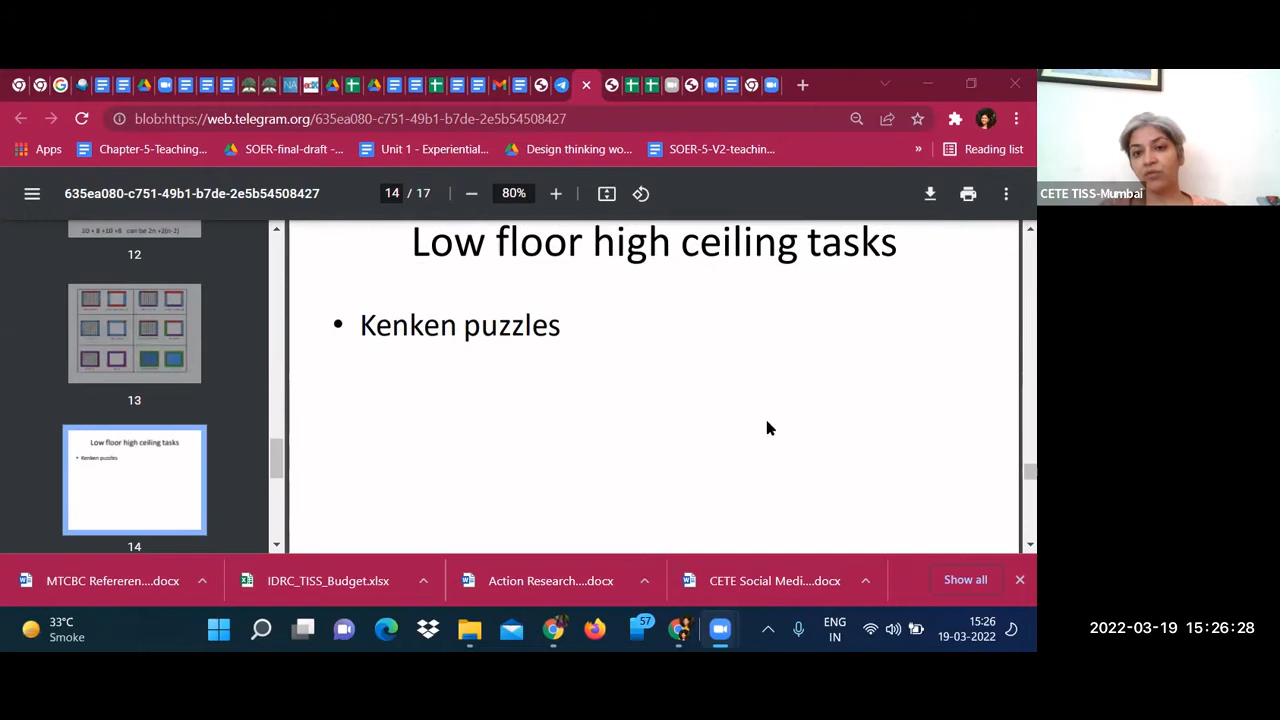 blob:https://web.telegram.org/635ea080-c751-49b1-b7de-2e5b54508427
Apps Chapter-5-Teaching... SOER-final-draft -... Unit 1 - Experiential... Design thinking wo... SOER-5-V2-teachin... » Reading list
635ea080-c751-49b1-b7de-2e5b54508427 14 / 17 80%
CETE TISS-Mumbai
12
13
Low floor high ceiling tasks
• Kenken puzzles
14
Low floor high ceiling tasks
• Kenken puzzles
MTCBC Refereren....docx IDRC_TISS_Budget.xlsx Action Research....docx CETE Social Medi....docx Show all
33°C
Smoke
57
ENG
IN
15:26
19-03-2022
2022-03-19 15:26:28